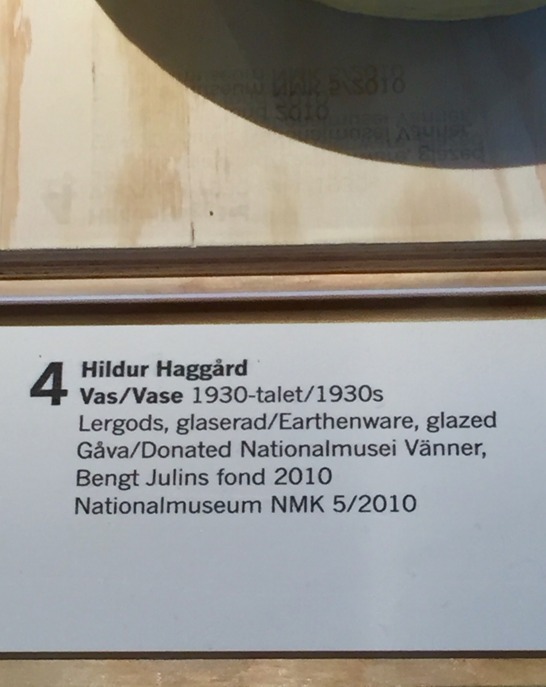 4 Hildur Haggård
Vas/Vase 1930-talet/1930s
Lergods, glaserad/Earthenware, glazed
Gåva/Donated Nationalmusei Vänner,
Bengt Julins fond 2010
Nationalmuseum NMK 5/2010